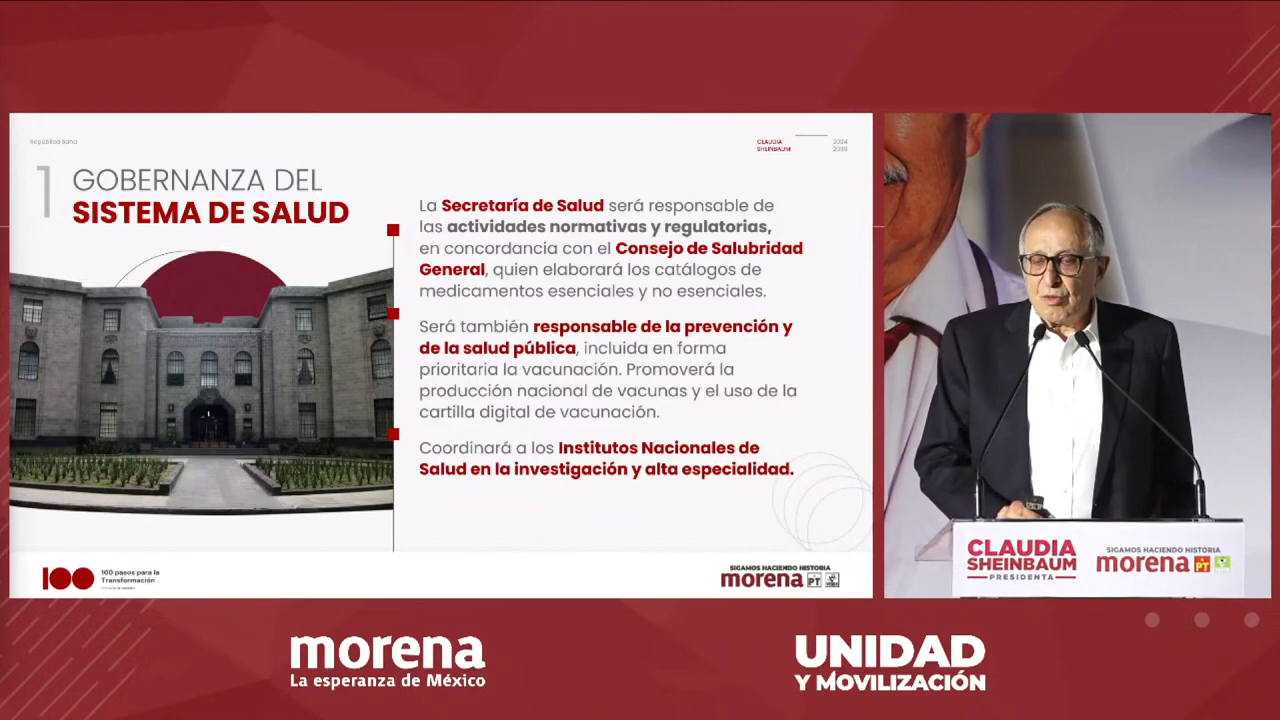 República Sana
CLAUDIA
SHEINBAUM
2024
2030
1
GOBERNANZA DEL
SISTEMA DE SALUD
La Secretaría de Salud será responsable de
las actividades normativas y regulatorias,
en concordancia con el Consejo de Salubridad
General, quien elaborará los catálogos de
medicamentos esenciales y no esenciales.
Será también responsable de la prevención y
de la salud pública, incluida en forma
prioritaria la vacunación. Promoverá la
producción nacional de vacunas y el uso de la
cartilla digital de vacunación.
Coordinará a los Institutos Nacionales de
Salud en la investigación y alta especialidad.
100
100 pasos para la
Transformación
SIGAMOS HACIENDO HISTORIA
morena PT VERDE
CLAUDIA
SHEINBAUM
PRESIDENTA
SIGAMOS HACIENDO HISTORIA
morena PT
morena
La esperanza de México
UNIDAD
Y MOVILIZACIÓN